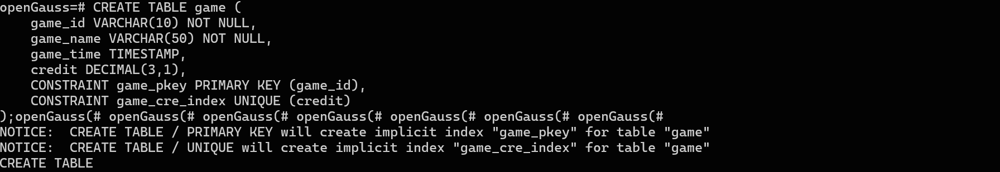 openGauss=# CREATE TABLE game (
    game_id VARCHAR(10) NOT NULL,
    game_name VARCHAR(50) NOT NULL,
    game_time TIMESTAMP,
    credit DECIMAL(3,1),
    CONSTRAINT game_pkey PRIMARY KEY (game_id),
    CONSTRAINT game_cre_index UNIQUE (credit)
);openGauss(# openGauss(# openGauss(# openGauss(# openGauss(# openGauss(# openGauss(#
NOTICE:  CREATE TABLE / PRIMARY KEY will create implicit index "game_pkey" for table "game"
NOTICE:  CREATE TABLE / UNIQUE will create implicit index "game_cre_index" for table "game"
CREATE TABLE